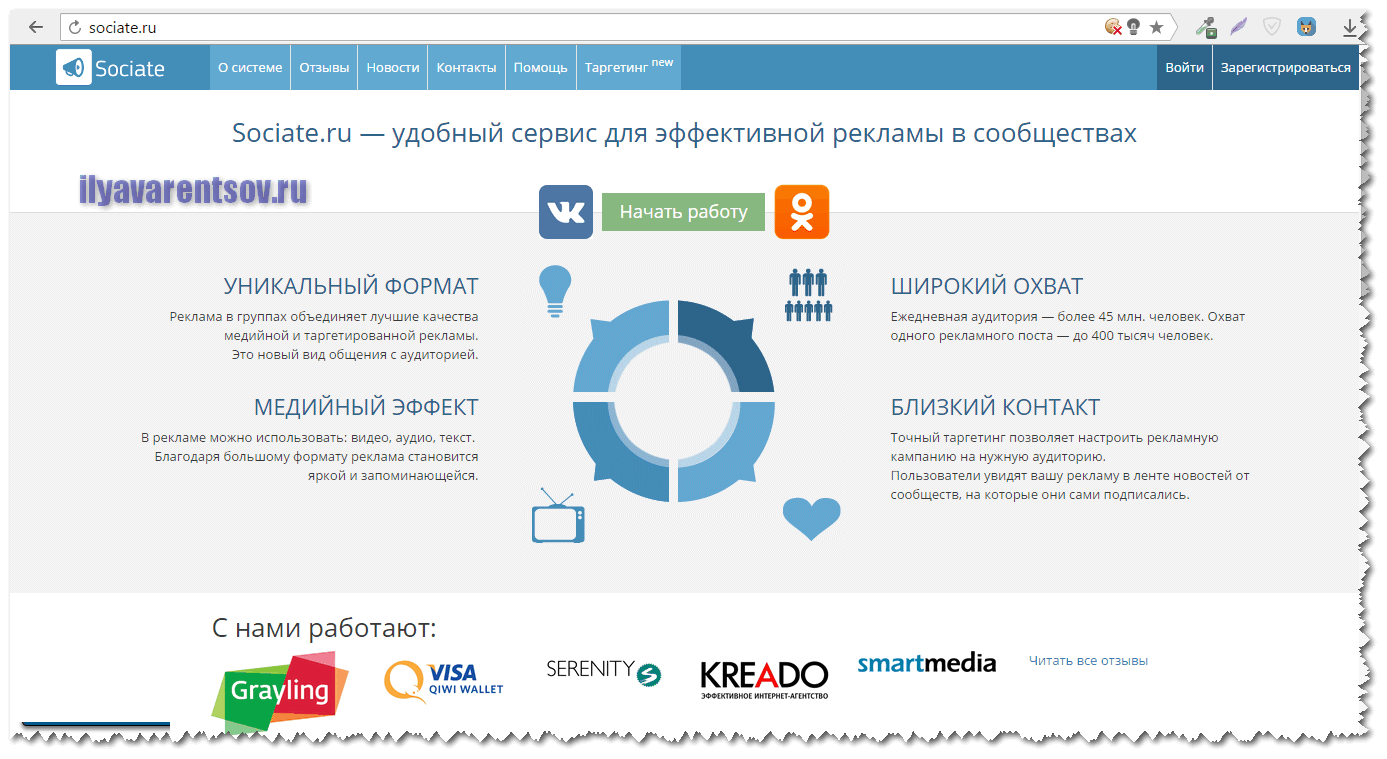 sociate.ru
Sociate
О системе
Отзывы
Новости
Контакты
Помощь
Таргетинг new
Войти
Зарегистрироваться
Sociate.ru — удобный сервис для эффективной рекламы в сообществах
ilyavarentsov.ru
Начать работу
УНИКАЛЬНЫЙ ФОРМАТ
Реклама в группах объединяет лучшие качества
медийной и таргетированной рекламы.
Это новый вид общения с аудиторией.
ШИРОКИЙ ОХВАТ
Ежедневная аудитория — более 45 млн. человек. Охват
одного рекламного поста — до 400 тысяч человек.
МЕДИЙНЫЙ ЭФФЕКТ
В рекламе можно использовать: видео, аудио, текст.
Благодаря большому формату реклама становится
яркой и запоминающейся.
БЛИЗКИЙ КОНТАКТ
Точный таргетинг позволяет настроить рекламную
кампанию на нужную аудиторию.
Пользователи увидят вашу рекламу в ленте новостей от
сообществ, на которые они сами подписались.
С нами работают:
Grayling
VISA
QIWI WALLET
SERENITY
KREADO
ЭФФЕКТИВНОЕ ИНТЕРНЕТ-АГЕНТСТВО
smartmedia
Читать все отзывы